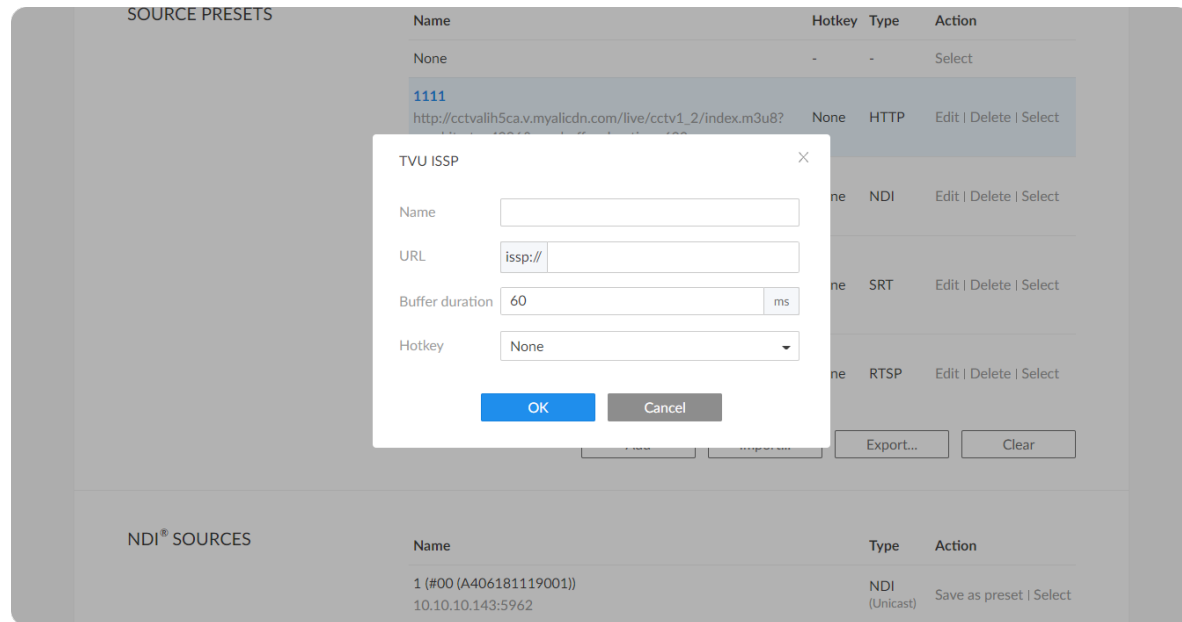 SOURCE PRESETS
Name Hotkey Type Action
None - - Select
1111
http://cctvalih5ca.v.myalicdn.com/live/cctv1_2/index.m3u8? None HTTP Edit | Delete | Select
TVU ISSP
Name
NDI Edit | Delete | Select
URL issp://
SRT Edit | Delete | Select
Buffer duration 60 ms
Hotkey None
RTSP Edit | Delete | Select
OK Cancel
Export... Clear
NDI® SOURCES
Name Type Action
1 (#00 (A406181119001)) NDI
10.10.10.143:5962 (Unicast) Save as preset | Select